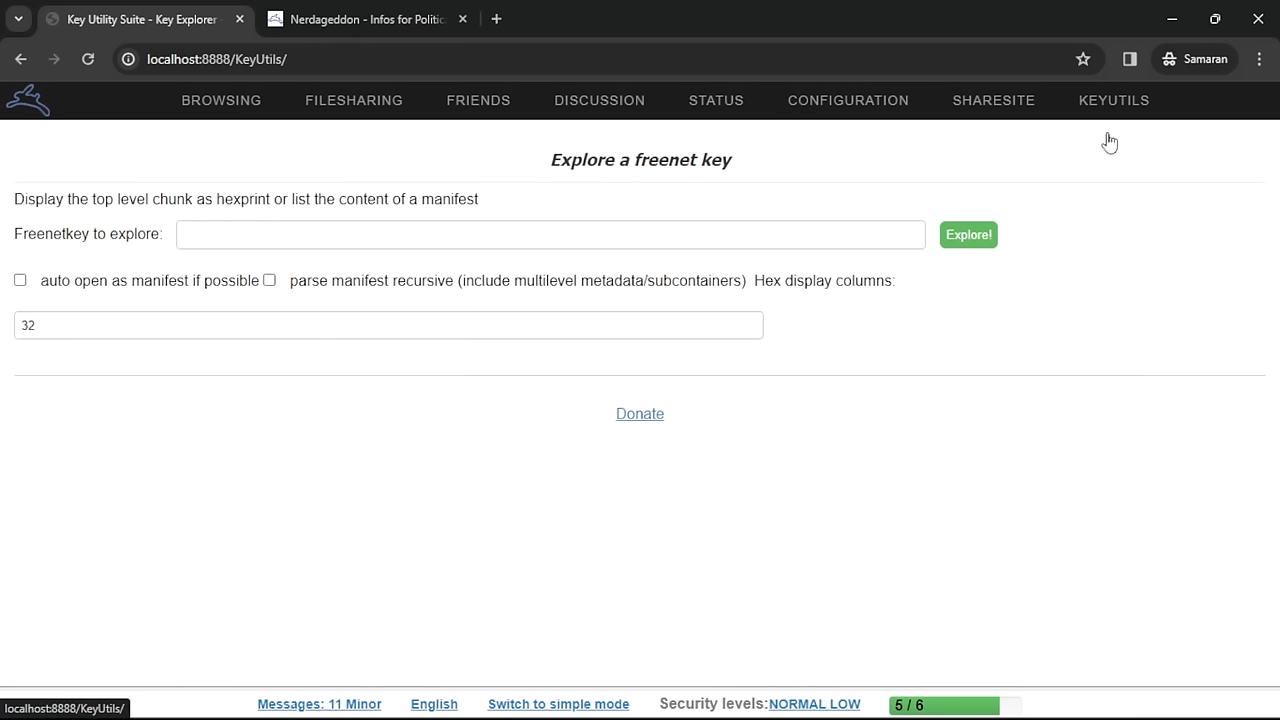 Key Utility Suite - Key Explorer
Nerdageddon - Infos for Politic
localhost:8888/KeyUtils/
Samaran
BROWSING FILESHARING FRIENDS DISCUSSION STATUS CONFIGURATION SHARESITE KEYUTILS
Explore a freenet key
Display the top level chunk as hexprint or list the content of a manifest
Freenetkey to explore: Explore!
auto open as manifest if possible parse manifest recursive (include multilevel metadata/subcontainers) Hex display columns:
32
Donate
localhost:8888/KeyUtils/
Messages: 11 Minor English Switch to simple mode Security levels:NORMAL LOW 5 / 6